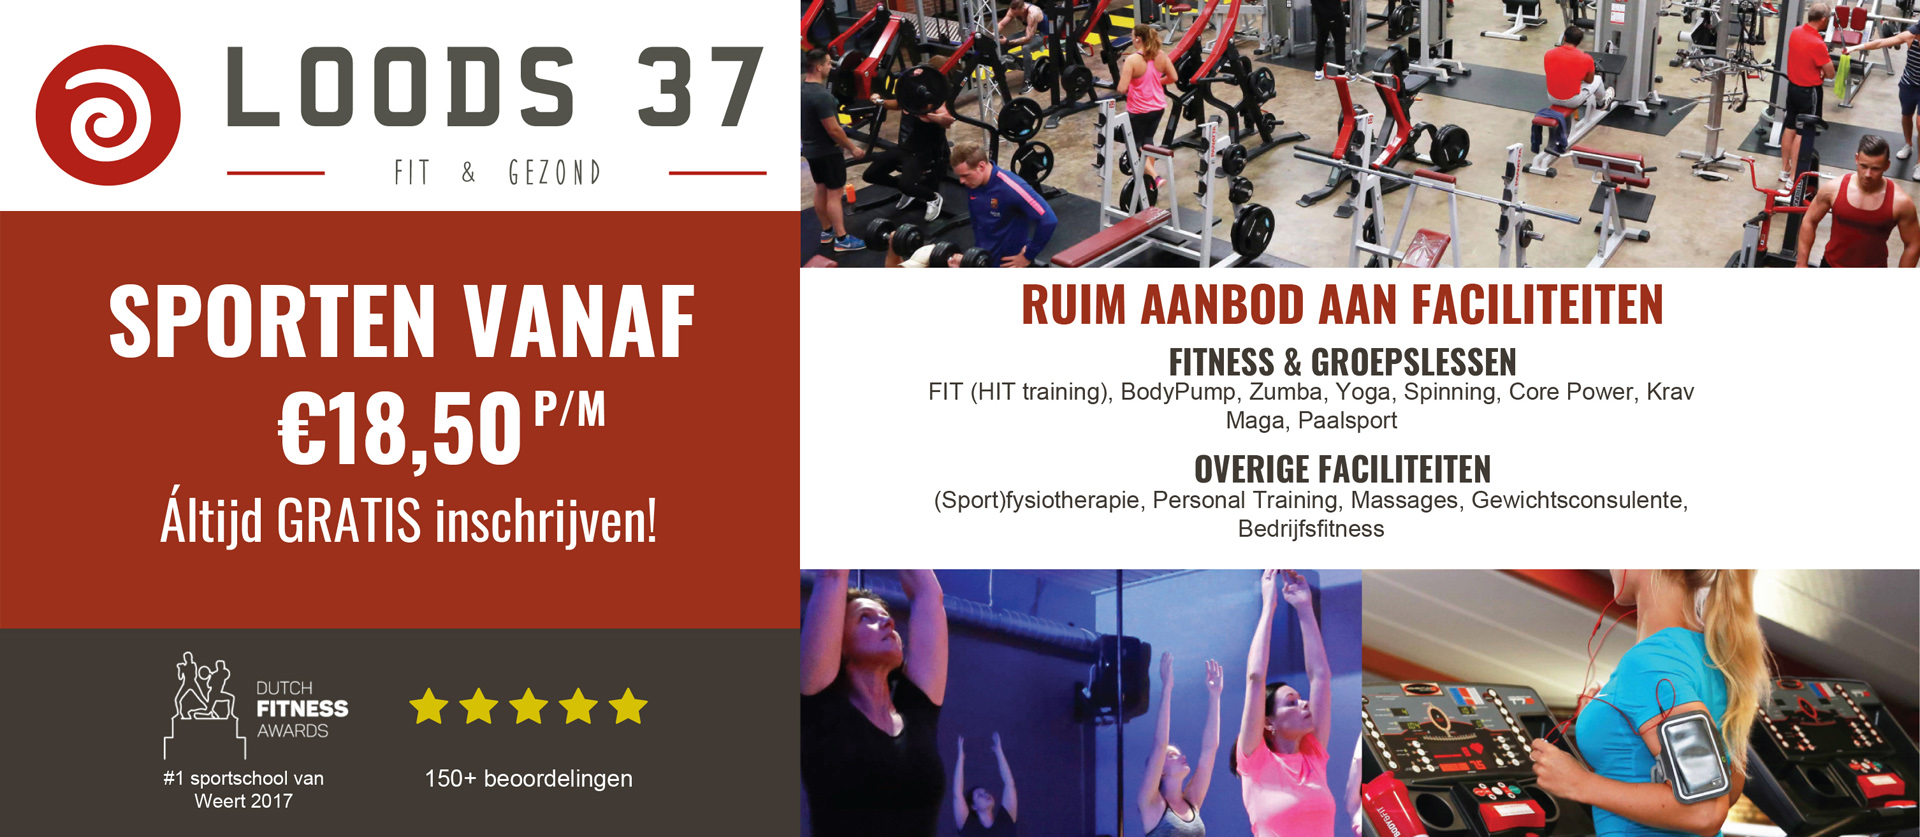 LOODS 37
FIT & GEZOND
SPORTEN VANAF
€18,50 P/M
Áltijd GRATIS inschrijven!
DUTCH
FITNESS
AWARDS
#1 sportschool van
Weert 2017
150+ beoordelingen
RUIM AANBOD AAN FACILITEITEN
FITNESS & GROEPSLESSEN
FIT (HIT training), BodyPump, Zumba, Yoga, Spinning, Core Power, Krav
Maga, Paalsport
OVERIGE FACILITEITEN
(Sport)fysiotherapie, Personal Training, Massages, Gewichtsconsulente,
Bedrijfsfitness